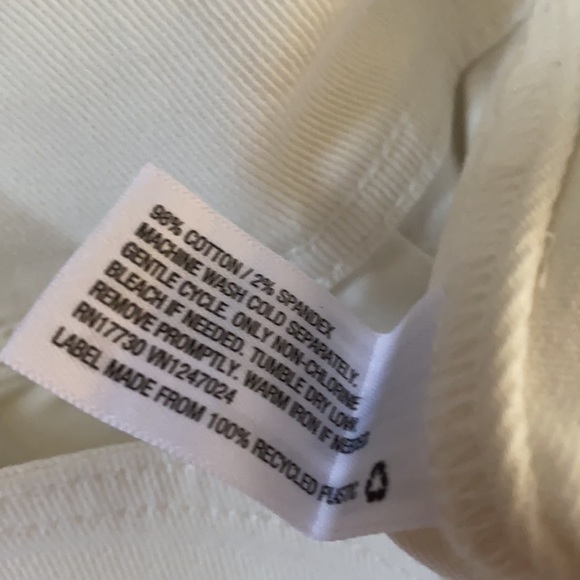 98% COTTON / 2% SPANDEX
MACHINE WASH COLD SEPARATELY.
GENTLE CYCLE. ONLY NON-CHLORINE
BLEACH IF NEEDED. TUMBLE DRY LOW.
REMOVE PROMPTLY. WARM IRON IF NEEDED
RN17730 VN1247024
LABEL MADE FROM 100% RECYCLED PLASTIC